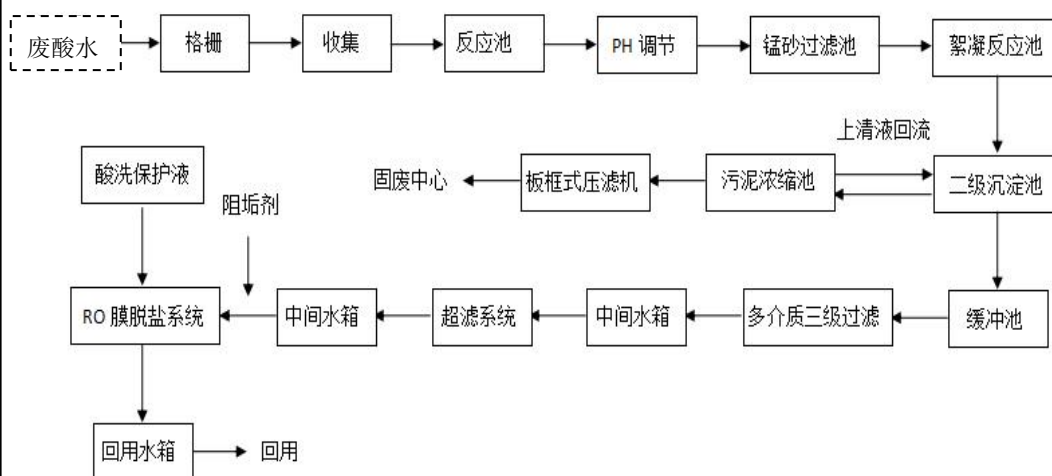 废酸水
格栅
收集
反应池
PH 调节
锰砂过滤池
絮凝反应池
上清液回流
酸洗保护液
阻垢剂
固废中心
板框式压滤机
污泥浓缩池
二级沉淀池
RO 膜脱盐系统
中间水箱
超滤系统
中间水箱
多介质三级过滤
缓冲池
回用水箱
回用